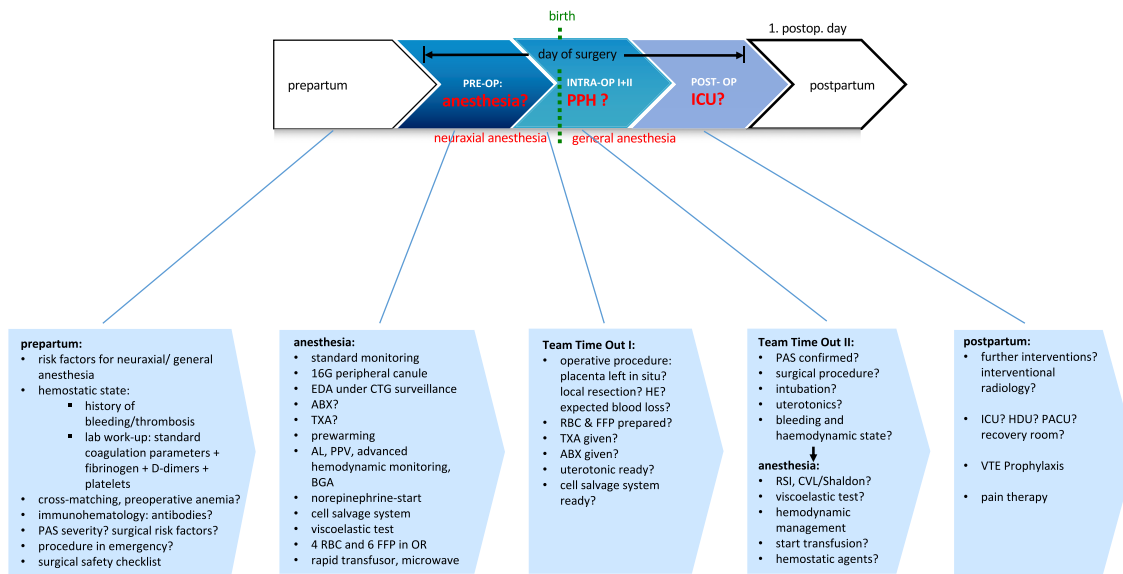 birth
1. postop. day
day of surgery
prepartum
PRE-OP:
anesthesia?
INTRA-OP I+II
PPH ?
POST- OP
ICU?
postpartum
neuraxial anesthesia
general anesthesia
prepartum:
• risk factors for neuraxial/ general
anesthesia
• hemostatic state:
▪ history of
bleeding/thrombosis
▪ lab work-up: standard
coagulation parameters +
fibrinogen + D-dimers +
platelets
• cross-matching, preoperative anemia?
• immunohematology: antibodies?
• PAS severity? surgical risk factors?
• procedure in emergency?
• surgical safety checklist
anesthesia:
• standard monitoring
• 16G peripheral canule
• EDA under CTG surveillance
• ABX?
• TXA?
• prewarming
• AL, PPV, advanced
hemodynamic monitoring,
BGA
• norepinephrine-start
• cell salvage system
• viscoelastic test
• 4 RBC and 6 FFP in OR
• rapid transfusor, microwave
Team Time Out I:
• operative procedure:
placenta left in situ?
local resection? HE?
expected blood loss?
• RBC & FFP prepared?
• TXA given?
• ABX given?
• uterotonic ready?
• cell salvage system
ready?
Team Time Out II:
• PAS confirmed?
• surgical procedure?
• intubation?
• uterotonics?
• bleeding and
haemodynamic state?
anesthesia:
• RSI, CVL/Shaldon?
• viscoelastic test?
• hemodynamic
management
• start transfusion?
• hemostatic agents?
postpartum:
• further interventions?
interventional
radiology?
• ICU? HDU? PACU?
recovery room?
• VTE Prophylaxis
• pain therapy